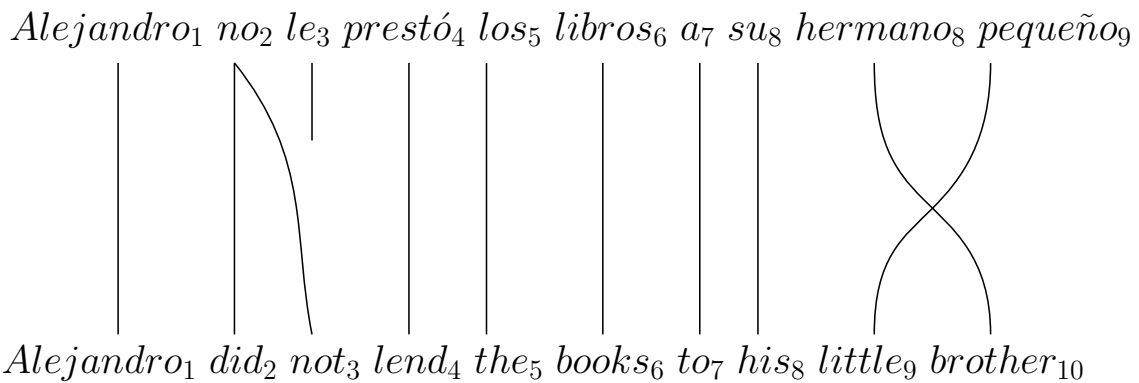 Alejandro₁ no₂ le₃ prestó₄ los₅ libros₆ a₇ su₈ hermano₈ pequeño₉
Alejandro₁ did₂ not₃ lend₄ the₅ books₆ to₇ his₈ little₉ brother₁₀